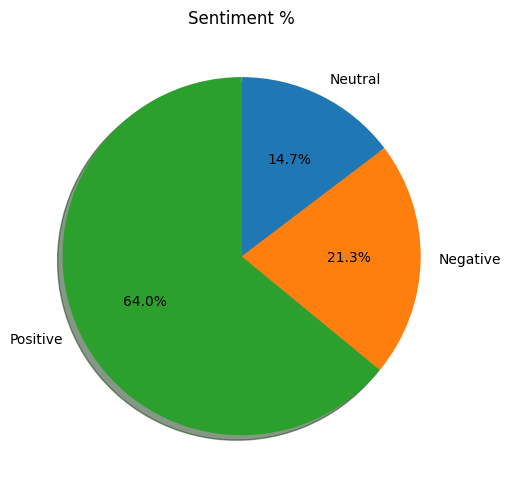 Sentiment %
Neutral
14.7%
21.3%
Negative
64.0%
Positive